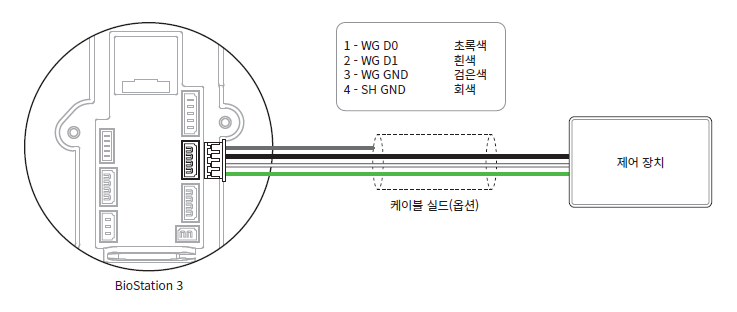 1 - WG D0 초록색
2 - WG D1 흰색
3 - WG GND 검은색
4 - SH GND 회색
제어 장치
케이블 실드(옵션)
BioStation 3